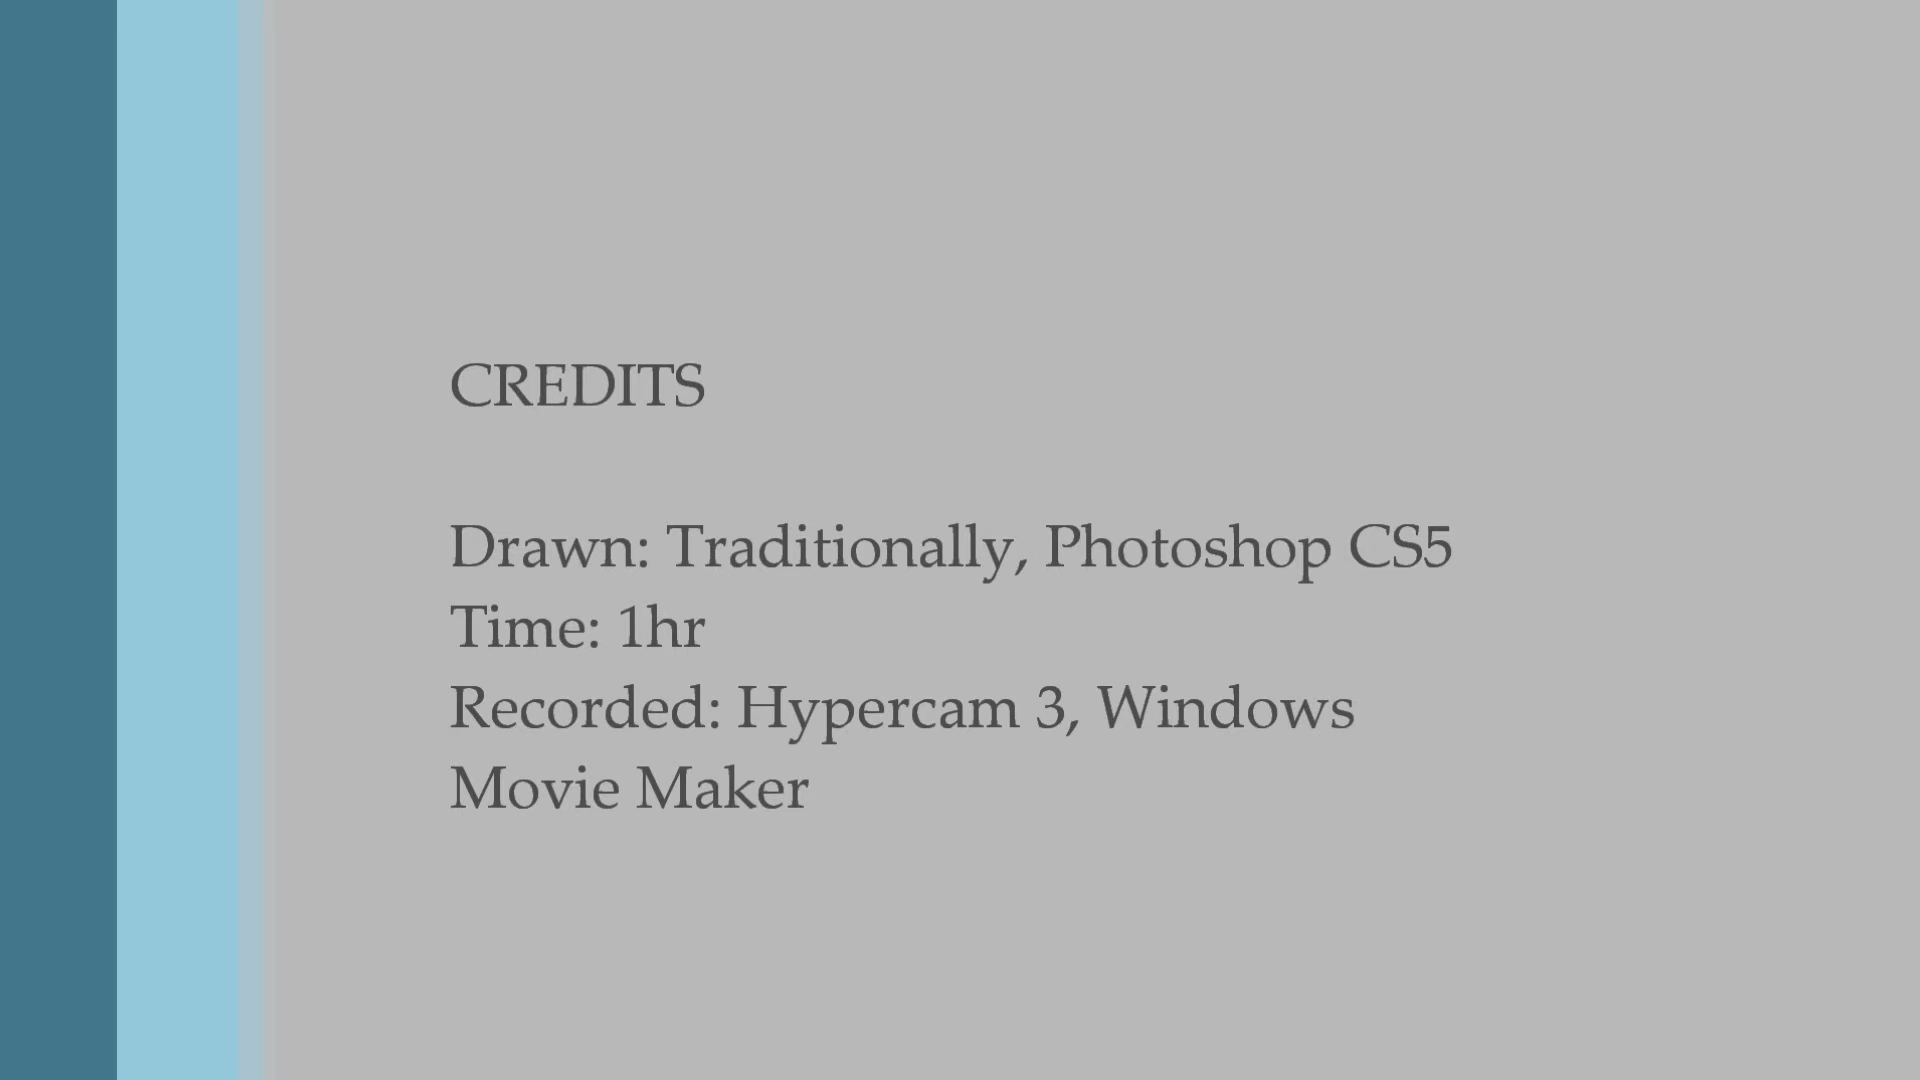 CREDITS
Drawn: Traditionally, Photoshop CS5
Time: 1hr
Recorded: Hypercam 3, Windows
Movie Maker